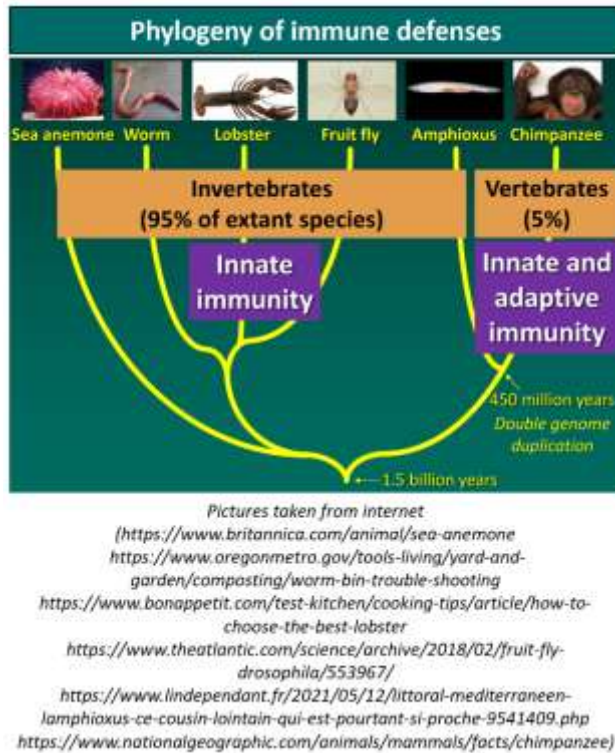 Phylogeny of immune defenses
Sea anemone Worm Lobster Fruit fly Amphioxus Chimpanzee
Invertebrates
(95% of extant species)
Vertebrates
(5%)
Innate
immunity
Innate and
adaptive
immunity
450 million years
Double genome
duplication
1.5 billion years
Pictures taken from internet
(https://www.britannica.com/animal/sea-anemone
https://www.oregonmetro.gov/tools-living/yard-and-
garden/composting/worm-bin-trouble-shooting
https://www.bonappetit.com/test-kitchen/cooking-tips/article/how-to-
choose-the-best-lobster
https://www.theatlantic.com/science/archive/2018/02/fruit-fly-
drosophila/553967/
https://www.lindependant.fr/2021/05/12/littoral-mediterraneen-
lamphioxus-ce-cousin-lointain-qui-est-pourtant-si-proche-9541409.php
https://www.nationalgeographic.com/animals/mammals/facts/chimpanzee)